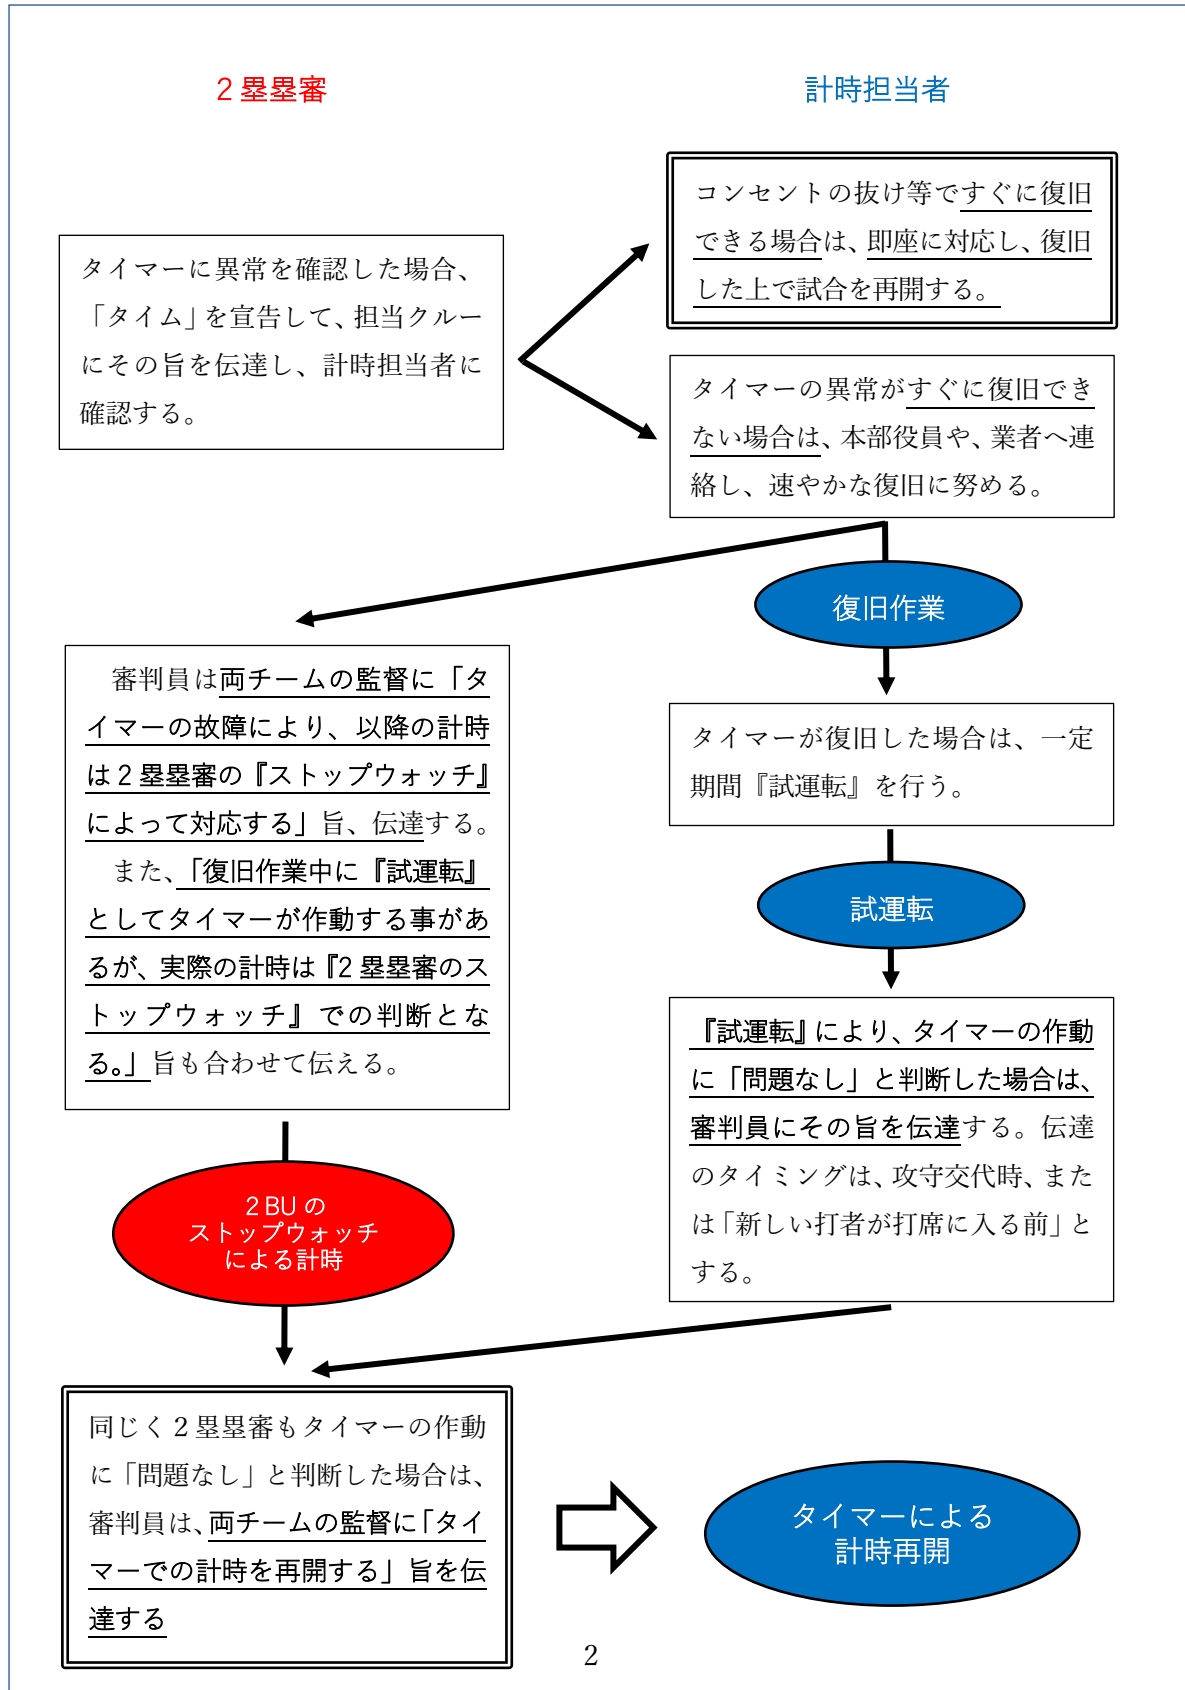 ２塁塁審
計時担当者
コンセントの抜け等ですぐに復旧
できる場合は、即座に対応し、復旧
した上で試合を再開する。
タイマーに異常を確認した場合、
「タイム」を宣告して、担当クルー
にその旨を伝達し、計時担当者に
確認する。
タイマーの異常がすぐに復旧でき
ない場合は、本部役員や、業者へ連
絡し、速やかな復旧に努める。
復旧作業
審判員は両チームの監督に「タ
イマーの故障により、以降の計時
は２塁塁審の『ストップウォッチ』
によって対応する」旨、伝達する。
また、「復旧作業中に『試運転』
としてタイマーが作動する事があ
るが、実際の計時は『2 塁塁審のス
トップウォッチ』での判断とな
る。」旨も合わせて伝える。
タイマーが復旧した場合は、一定
期間『試運転』を行う。
試運転
『試運転』により、タイマーの作動
に「問題なし」と判断した場合は、
審判員にその旨を伝達する。伝達
のタイミングは、攻守交代時、また
は「新しい打者が打席に入る前」と
する。
２BU の
ストップウォッチ
による計時
同じく２塁塁審もタイマーの作動
に「問題なし」と判断した場合は、
審判員は、両チームの監督に「タイ
マーでの計時を再開する」旨を伝
達する
タイマーによる
計時再開
2